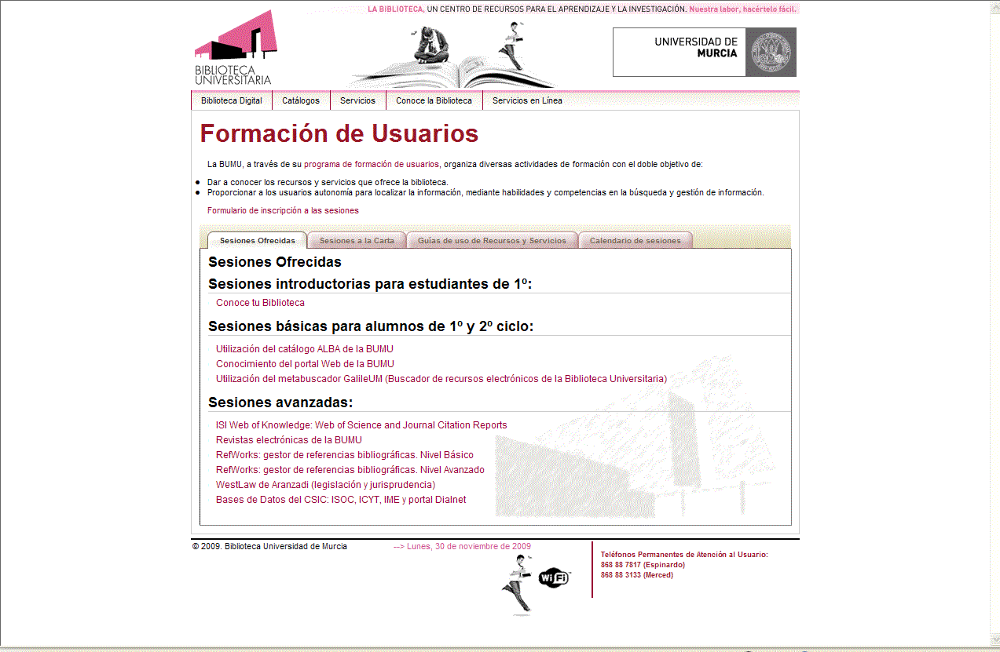 LA BIBLIOTECA, UN CENTRO DE RECURSOS PARA EL APRENDIZAJE Y LA INVESTIGACIÓN. Nuestra labor, hacértelo fácil.
BIBLIOTECA
UNIVERSITARIA
UNIVERSIDAD DE
MURCIA
Biblioteca Digital
Catálogos
Servicios
Conoce la Biblioteca
Servicios en Línea
Formación de Usuarios
La BUMU, a través de su programa de formación de usuarios, organiza diversas actividades de formación con el doble objetivo de:
Dar a conocer los recursos y servicios que ofrece la biblioteca.
Proporcionar a los usuarios autonomía para localizar la información, mediante habilidades y competencias en la búsqueda y gestión de información.
Formulario de inscripción a las sesiones
Sesiones Ofrecidas
Sesiones a la Carta
Guías de uso de Recursos y Servicios
Calendario de sesiones
Sesiones Ofrecidas
Sesiones introductorias para estudiantes de 1º:
Conoce tu Biblioteca
Sesiones básicas para alumnos de 1º y 2º ciclo:
Utilización del catálogo ALBA de la BUMU
Conocimiento del portal Web de la BUMU
Utilización del metabuscador GalileUM (Buscador de recursos electrónicos de la Biblioteca Universitaria)
Sesiones avanzadas:
ISI Web of Knowledge: Web of Science and Journal Citation Reports
Revistas electrónicas de la BUMU
RefWorks: gestor de referencias bibliográficas. Nivel Básico
RefWorks: gestor de referencias bibliográficas. Nivel Avanzado
WestLaw de Aranzadi (legislación y jurisprudencia)
Bases de Datos del CSIC: ISOC, ICYT, IME y portal Dialnet
© 2009. Biblioteca Universidad de Murcia
--> Lunes, 30 de noviembre de 2009
Wi Fi
Teléfonos Permanentes de Atención al Usuario:
868 88 7817 (Espinardo)
868 88 3133 (Merced)